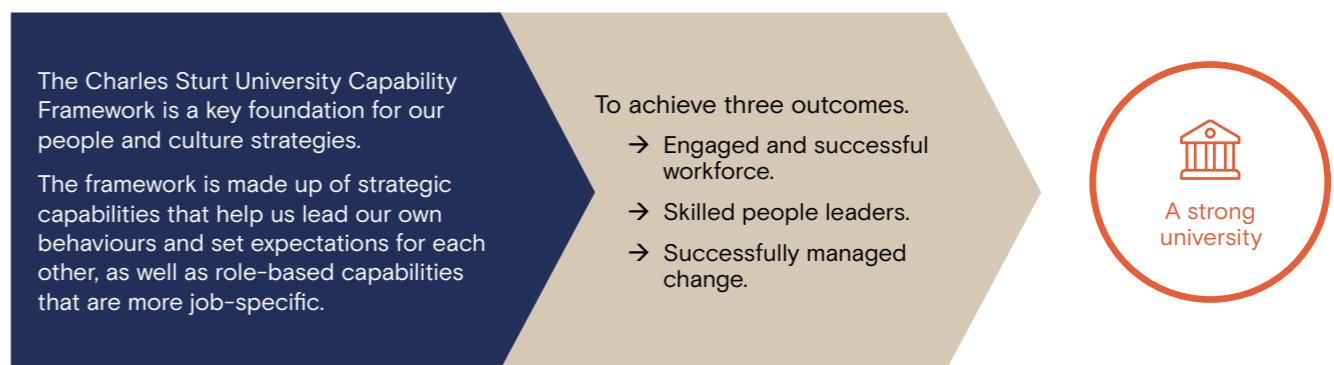 The Charles Sturt University Capability
Framework is a key foundation for our
people and culture strategies.
The framework is made up of strategic
capabilities that help us lead our own
behaviours and set expectations for each
other, as well as role-based capabilities
that are more job-specific.
To achieve three outcomes.
→ Engaged and successful
workforce.
→ Skilled people leaders.
→ Successfully managed
change.
A strong
university